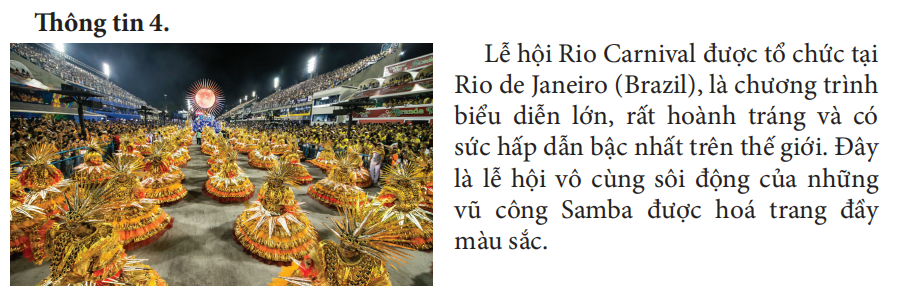 Thông tin 4.
Lễ hội Rio Carnival được tổ chức tại
Rio de Janeiro (Brazil), là chương trình
biểu diễn lớn, rất hoành tráng và có
sức hấp dẫn bậc nhất trên thế giới. Đây
là lễ hội vô cùng sôi động của những
vũ công Samba được hoá trang đầy
màu sắc.